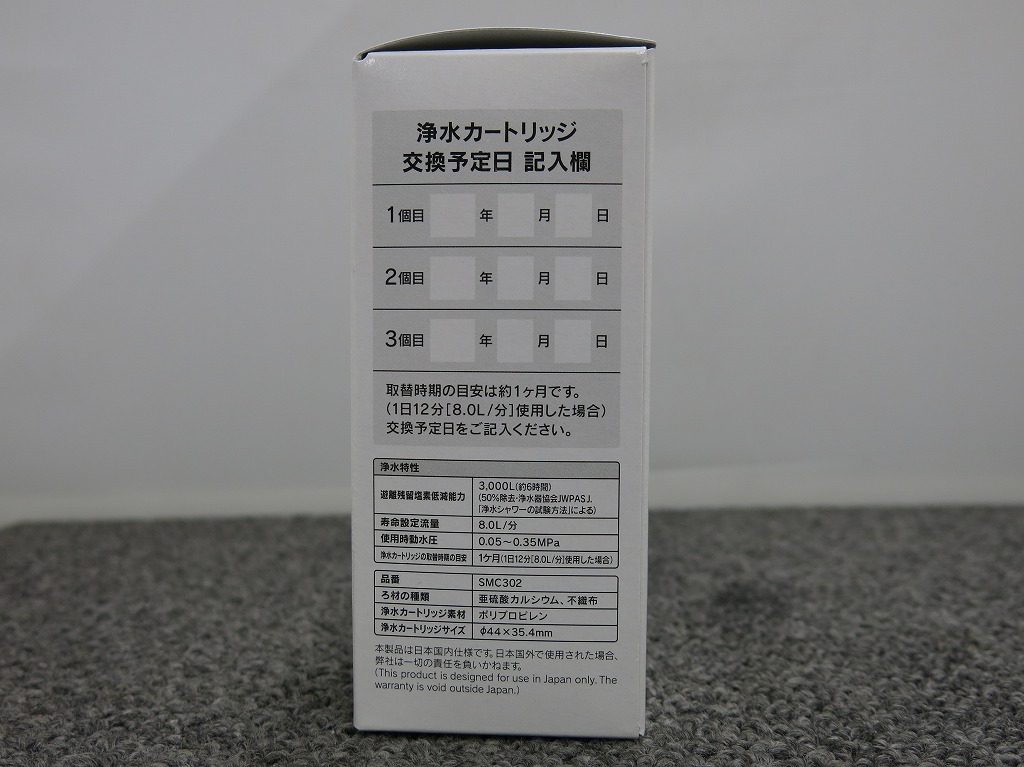 浄水カートリッジ
交換予定日 記入欄
1個目 年 月 日
2個目 年 月 日
3個目 年 月 日
取替時期の目安は約1ヶ月です。
(1日12分[8.0L/分]使用した場合)
交換予定日をご記入ください。
浄水特性
遊離残留塩素低減能力 3,000L(約6時間)
(50%除去・浄水器協会JWPAS J.
「浄水シャワーの試験方法」による)
寿命設定流量 8.0L/分
使用時動水圧 0.05～0.35MPa
浄水カートリッジの取替時期の目安 1ケ月(1日12分[8.0L/分]使用した場合)
品番 SMC302
ろ材の種類 亜硫酸カルシウム、不織布
浄水カートリッジ素材 ポリプロピレン
浄水カートリッジサイズ φ44×35.4mm
本製品は日本国内仕様です。日本国外で使用された場合、
弊社は一切の責任を負いかねます。
(This product is designed for use in Japan only. The
warranty is void outside Japan.)